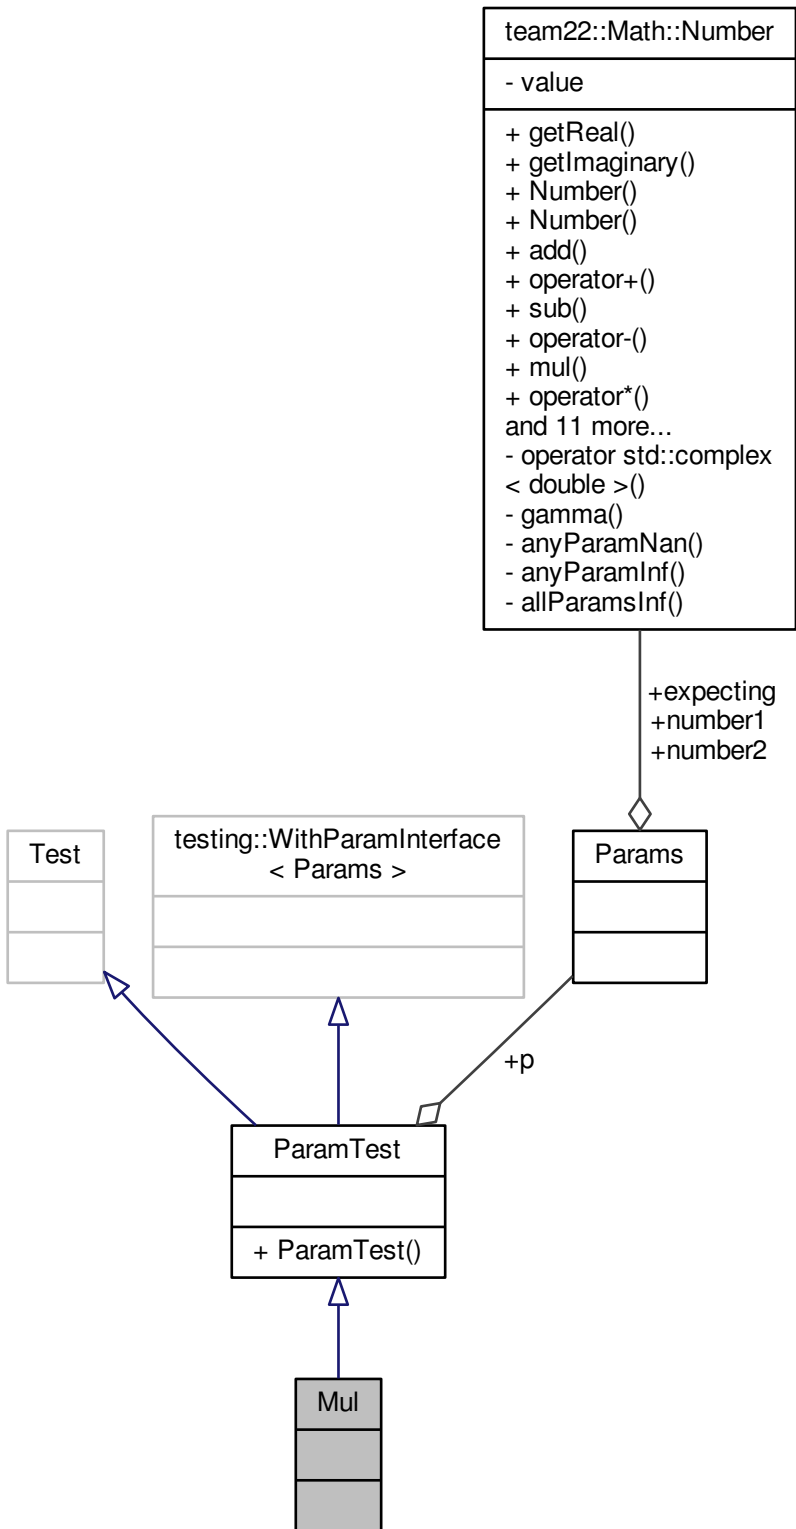 team22::Math::Number
- value
+ getReal()
+ getImaginary()
+ Number()
+ Number()
+ add()
+ operator+()
+ sub()
+ operator-()
+ mul()
+ operator*()
and 11 more...
- operator std::complex
< double >()
- gamma()
- anyParamNan()
- anyParamInf()
- allParamsInf()
+expecting
+number1
+number2
Test
testing::WithParamInterface
< Params >
Params
+p
ParamTest
+ ParamTest()
Mul